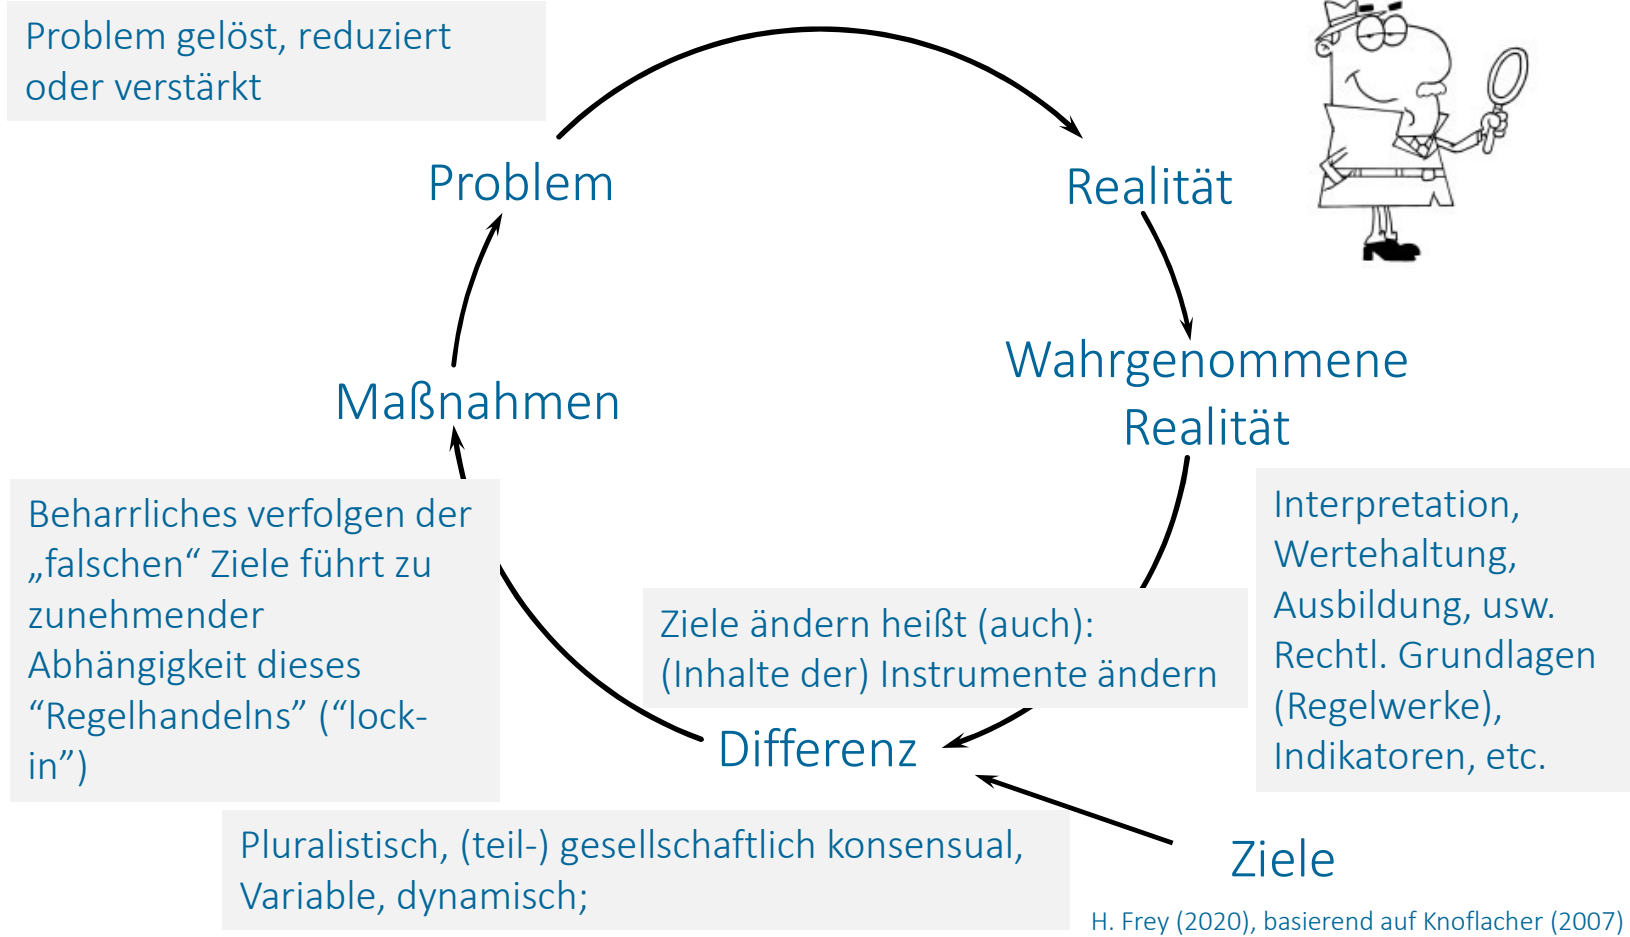 Problem gelöst, reduziert
oder verstärkt
Problem
Realität
Wahrgenommene
Realität
Maßnahmen
Beharrliches verfolgen der
„falschen“ Ziele führt zu
zunehmender
Abhängigkeit dieses
“Regelhandelns” (“lock-
in”)
Interpretation,
Wertehaltung,
Ausbildung, usw.
Rechtl. Grundlagen
(Regelwerke),
Indikatoren, etc.
Ziele ändern heißt (auch):
(Inhalte der) Instrumente ändern
Differenz
Pluralistisch, (teil-) gesellschaftlich konsensual,
Variable, dynamisch;
Ziele
H. Frey (2020), basierend auf Knoflacher (2007)